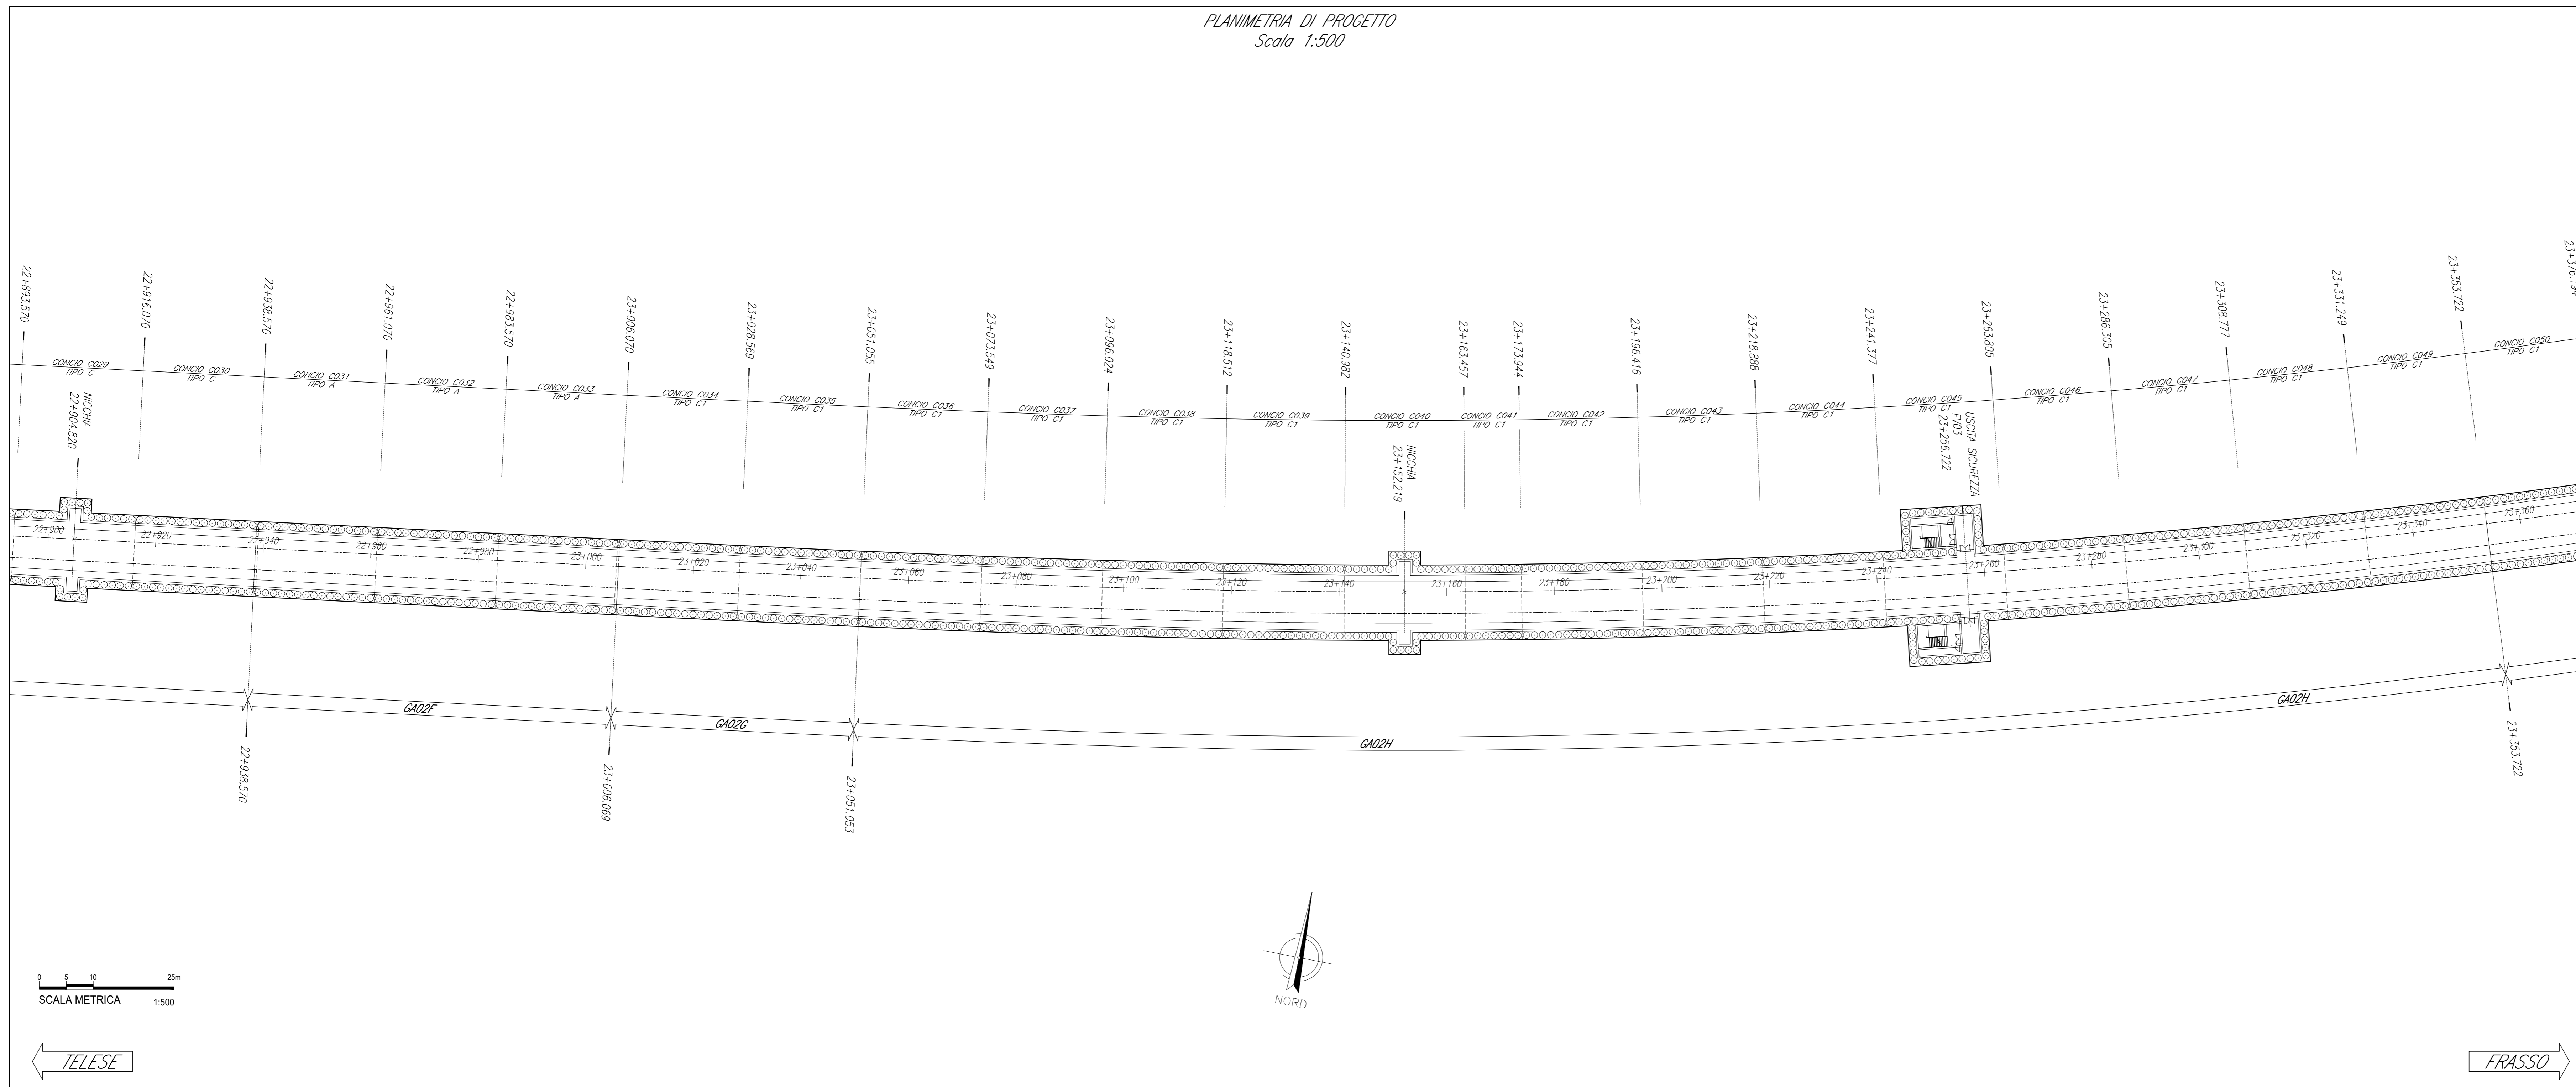 PLANIMETRIA DI PROGETTO
Scala 1:500
22+893.570
22+916.070
22+938.570
22+961.070
22+983.570
23+006.070
23+028.569
23+051.055
23+073.549
23+096.024
23+118.512
23+140.982
23+163.457
23+173.944
23+196.416
23+218.888
23+241.377
23+263.805
23+286.305
23+308.777
23+331.249
23+353.722
CONCIO C029
TIPO C
CONCIO C030
TIPO C
CONCIO C031
TIPO A
CONCIO C032
TIPO A
CONCIO C033
TIPO A
CONCIO C034
TIPO C1
CONCIO C035
TIPO C1
CONCIO C036
TIPO C1
CONCIO C037
TIPO C1
CONCIO C038
TIPO C1
CONCIO C039
TIPO C1
CONCIO C040
TIPO C1
CONCIO C041
TIPO C1
CONCIO C042
TIPO C1
CONCIO C043
TIPO C1
CONCIO C044
TIPO C1
CONCIO C045
TIPO C1
CONCIO C046
TIPO C1
CONCIO C047
TIPO C1
CONCIO C048
TIPO C1
CONCIO C049
TIPO C1
CONCIO C050
TIPO C1
NICCHIA
22+904.820
NICCHIA
23+152.219
USCITA SICUREZZA
FV03
23+256.722
22+900
22+920
22+940
22+960
22+980
23+000
23+020
23+040
23+060
23+080
23+100
23+120
23+140
23+160
23+180
23+200
23+220
23+240
23+260
23+280
23+300
23+320
23+340
23+360
GA02F
GA02G
GA02H
GA02H
22+938.570
23+006.069
23+051.053
23+353.722
NORD
0 5 10 25m
SCALA METRICA 1:500
TELESE
FRASSO